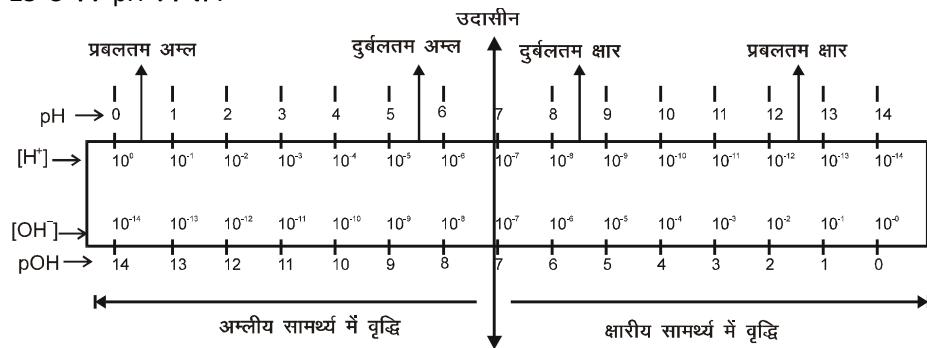 उदासीन
प्रबलतम अम्ल दुर्बलतम अम्ल दुर्बलतम क्षार प्रबलतम क्षार
pH → 0 1 2 3 4 5 6 7 8 9 10 11 12 13 14
[H⁺] → 10⁰ 10⁻¹ 10⁻² 10⁻³ 10⁻⁴ 10⁻⁵ 10⁻⁶ 10⁻⁷ 10⁻⁸ 10⁻⁹ 10⁻¹⁰ 10⁻¹¹ 10⁻¹² 10⁻¹³ 10⁻¹⁴
[OH⁻] → 10⁻¹⁴ 10⁻¹³ 10⁻¹² 10⁻¹¹ 10⁻¹⁰ 10⁻⁹ 10⁻⁸ 10⁻⁷ 10⁻⁶ 10⁻⁵ 10⁻⁴ 10⁻³ 10⁻² 10⁻¹ 10⁻⁰
pOH → 14 13 12 11 10 9 8 7 6 5 4 3 2 1 0
अम्लीय सामर्थ्य में वृद्धि क्षारीय सामर्थ्य में वृद्धि